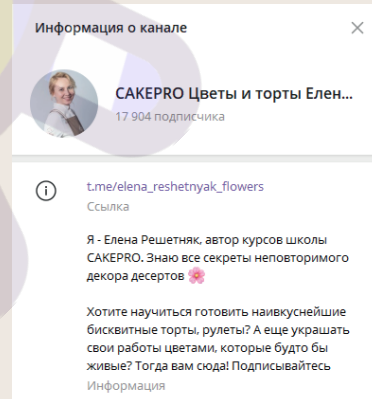 Информация о канале
CAKEPRO Цветы и торты Елен...
17 904 подписчика
t.me/elena_reshetnyak_flowers
Ссылка
Я - Елена Решетняк, автор курсов школы
CAKEPRO. Знаю все секреты неповторимого
декора десертов 🌸
Хотите научиться готовить наивкуснейшие
бисквитные торты, рулеты? А еще украшать
свои работы цветами, которые будто бы
живые? Тогда вам сюда! Подписывайтесь
Информация